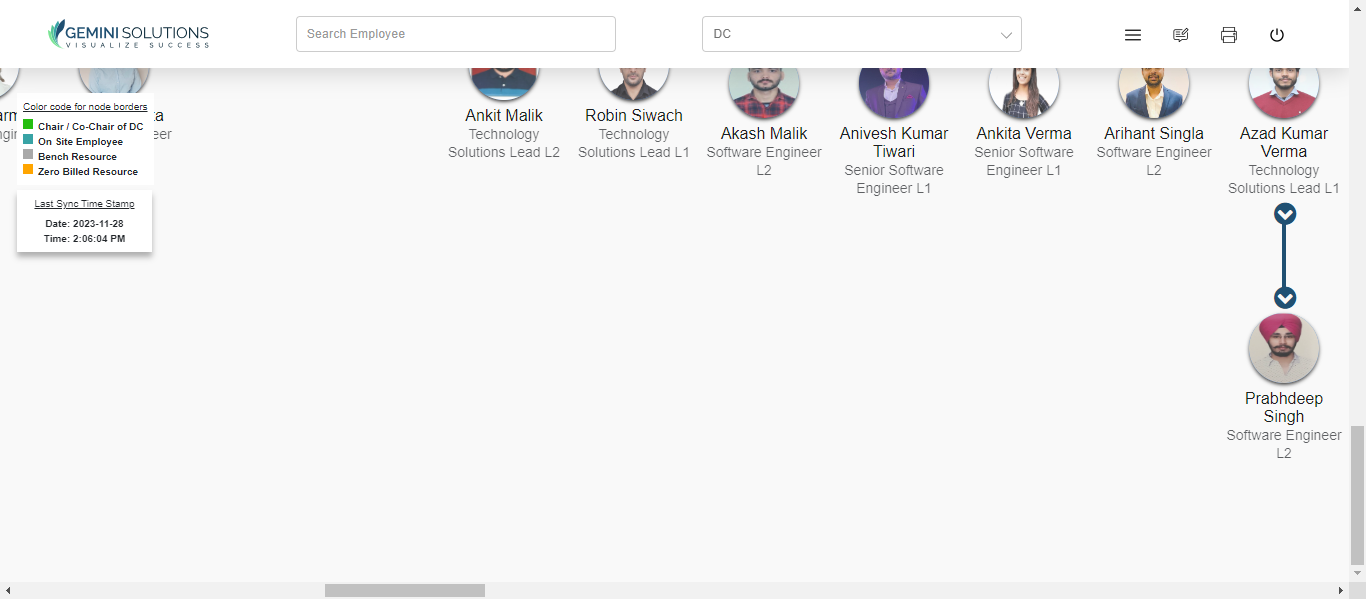 GEMINI SOLUTIONS
VISUALIZE SUCCESS
Search Employee
DC
Color code for node borders
Chair / Co-Chair of DC
On Site Employee
Bench Resource
Zero Billed Resource
Last Sync Time Stamp
Date: 2023-11-28
Time: 2:06:04 PM
Ankit Malik
Technology
Solutions Lead L2
Robin Siwach
Technology
Solutions Lead L1
Akash Malik
Software Engineer
L2
Anivesh Kumar
Tiwari
Senior Software
Engineer L1
Ankita Verma
Senior Software
Engineer L1
Arihant Singla
Software Engineer
L2
Azad Kumar
Verma
Technology
Solutions Lead L1
Prabhdeep
Singh
Software Engineer
L2